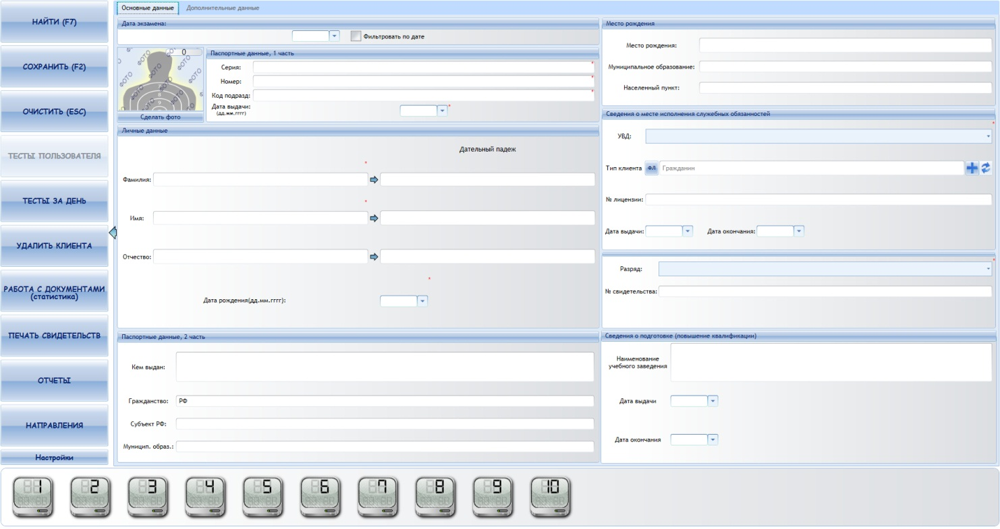 НАЙТИ (F7)
СОХРАНИТЬ (F2)
ОЧИСТИТЬ (ESC)
ТЕСТЫ ПОЛЬЗОВАТЕЛЯ
ТЕСТЫ ЗА ДЕНЬ
УДАЛИТЬ КЛИЕНТА
РАБОТА С ДОКУМЕНТАМИ
(статистика)
ПЕЧАТЬ СВИДЕТЕЛЬСТВ
ОТЧЕТЫ
НАПРАВЛЕНИЯ
Настройки
Основные данные
Дополнительные данные
Дата экзамена:
Фильтровать по дате
0
ФОТО ФОТО ФОТО ФОТО
8
9
Сделать фото
Паспортные данные, 1 часть
Серия: *
Номер: *
Код подразд: *
Дата выдачи: *
(дд.мм.гггг)
Личные данные
Дательный падеж
*
Фамилия:
*
Имя:
Отчество:
*
Дата рождения(дд.мм.гггг):
Паспортные данные, 2 часть
Кем выдан:
Гражданство: РФ
Субъект РФ:
Муницип. образ.:
Место рождения
Место рождения:
Муниципальное образование:
Населенный пункт:
Сведения о месте исполнения служебных обязанностей
*
УВД:
Тип клиента ФЛ Гражданин
№ лицензии:
Дата выдачи: Дата окончания:
*
Разряд:
№ свидетельства:
Сведения о подготовке (повышение квалификации)
Наименование
учебного заведения
Дата выдачи
Дата окончания
1 2 3 4 5 6 7 8 9 10